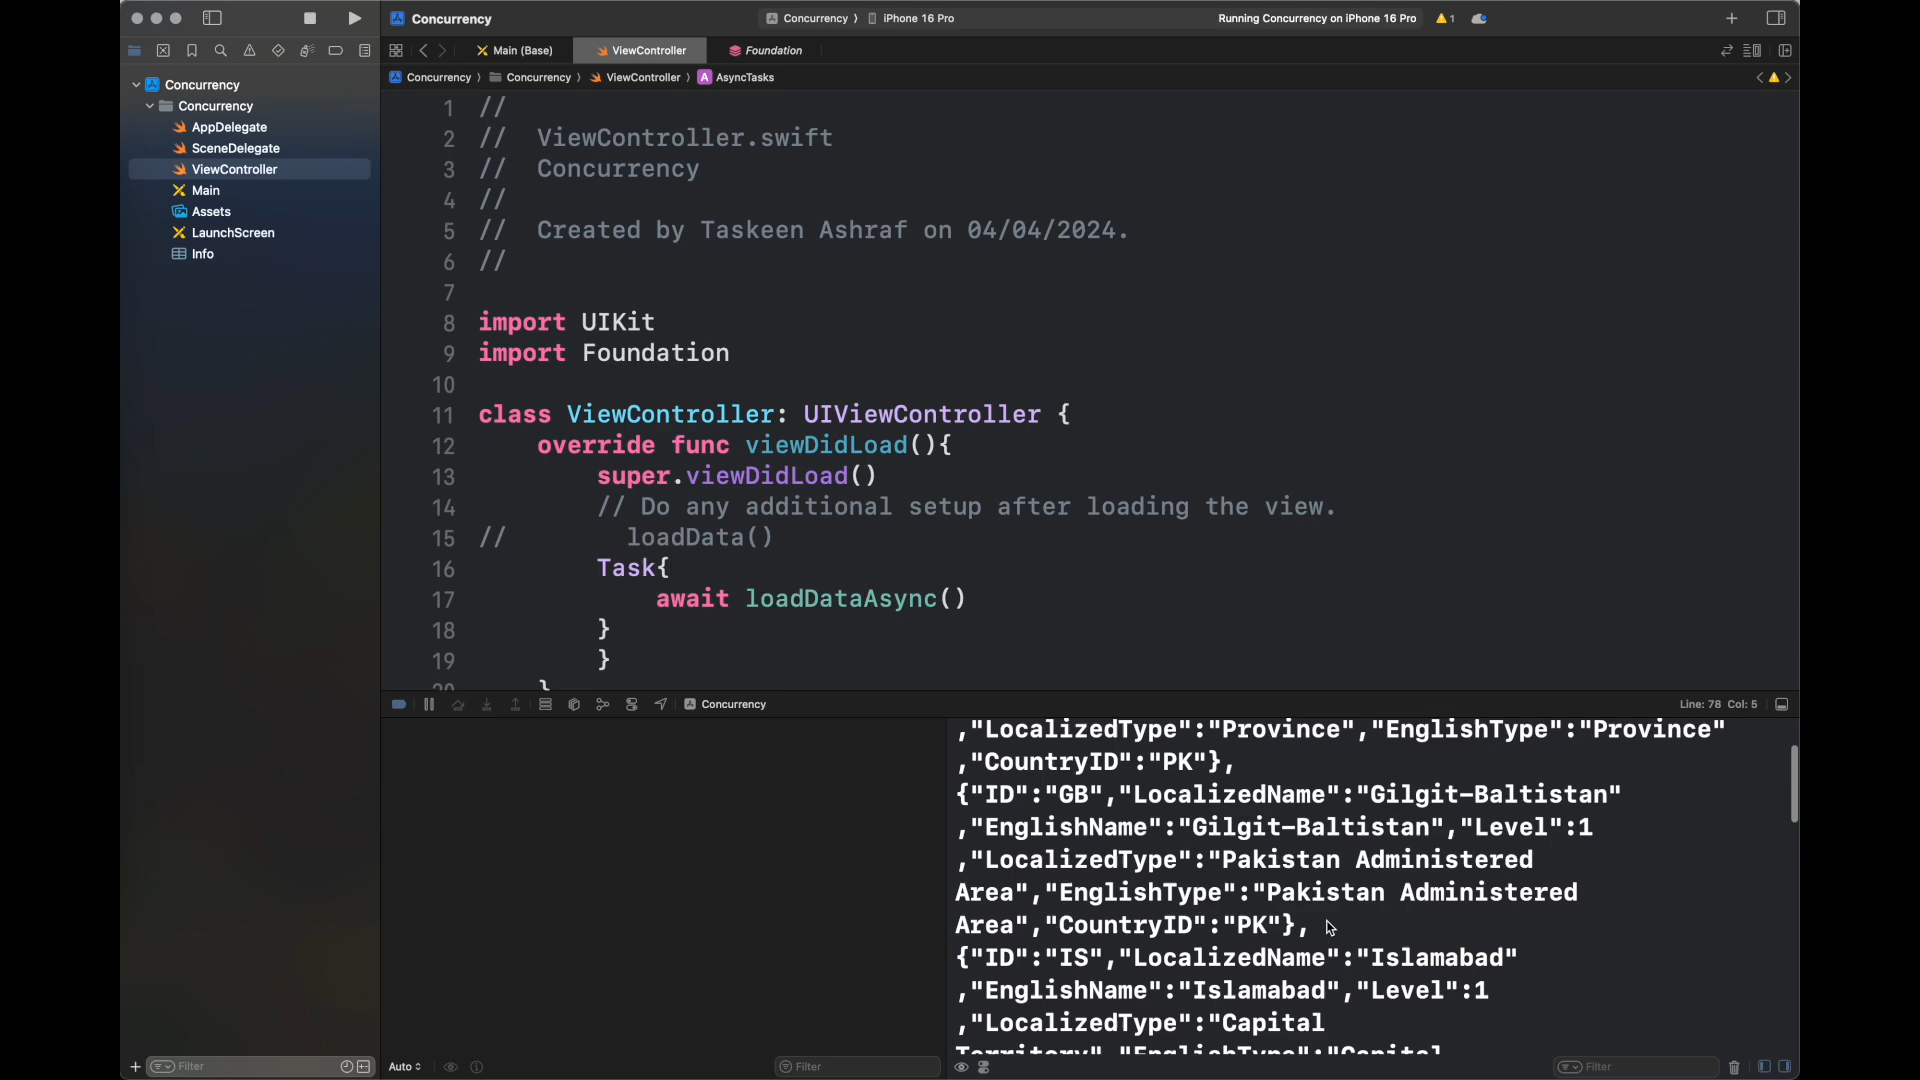 Concurrency
Concurrency
iPhone 16 Pro
Running Concurrency on iPhone 16 Pro
1
Main (Base)
ViewController
Foundation
Concurrency
Concurrency
ViewController
A
AsyncTasks
Concurrency
Concurrency
AppDelegate
SceneDelegate
ViewController
Main
Assets
LaunchScreen
Info
1 //
2 //  ViewController.swift
3 //  Concurrency
4 //
5 //  Created by Taskeen Ashraf on 04/04/2024.
6 //
7
8 import UIKit
9 import Foundation
10
11 class ViewController: UIViewController {
12     override func viewDidLoad(){
13         super.viewDidLoad()
14         // Do any additional setup after loading the view.
15 //        loadData()
16         Task{
17             await loadDataAsync()
18         }
19         }
20     }
Concurrency
Line: 78 Col: 5
,"LocalizedType":"Province","EnglishType":"Province"
,"CountryID":"PK"},
{"ID":"GB","LocalizedName":"Gilgit-Baltistan"
,"EnglishName":"Gilgit-Baltistan","Level":1
,"LocalizedType":"Pakistan Administered
Area","EnglishType":"Pakistan Administered
Area","CountryID":"PK"},
{"ID":"IS","LocalizedName":"Islamabad"
,"EnglishName":"Islamabad","Level":1
,"LocalizedType":"Capital
Territory","EnglishType":"Capital
Filter
Auto
Filter
Filter